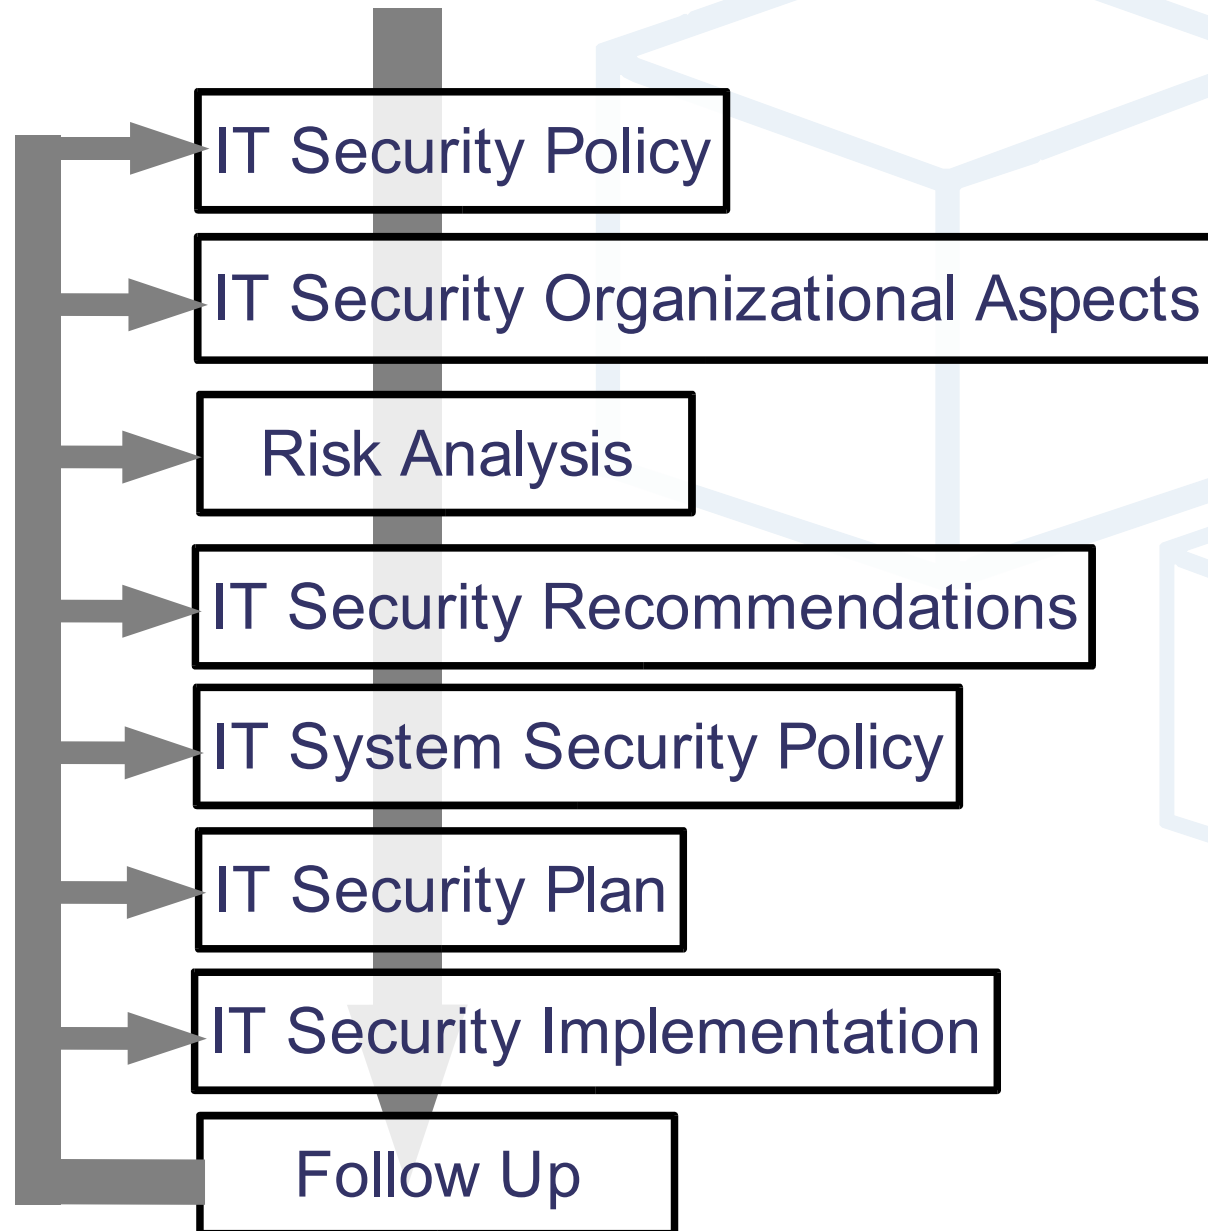 IT Security Policy
IT Security Organizational Aspects
Risk Analysis
IT Security Recommendations
IT System Security Policy
IT Security Plan
IT Security Implementation
Follow Up